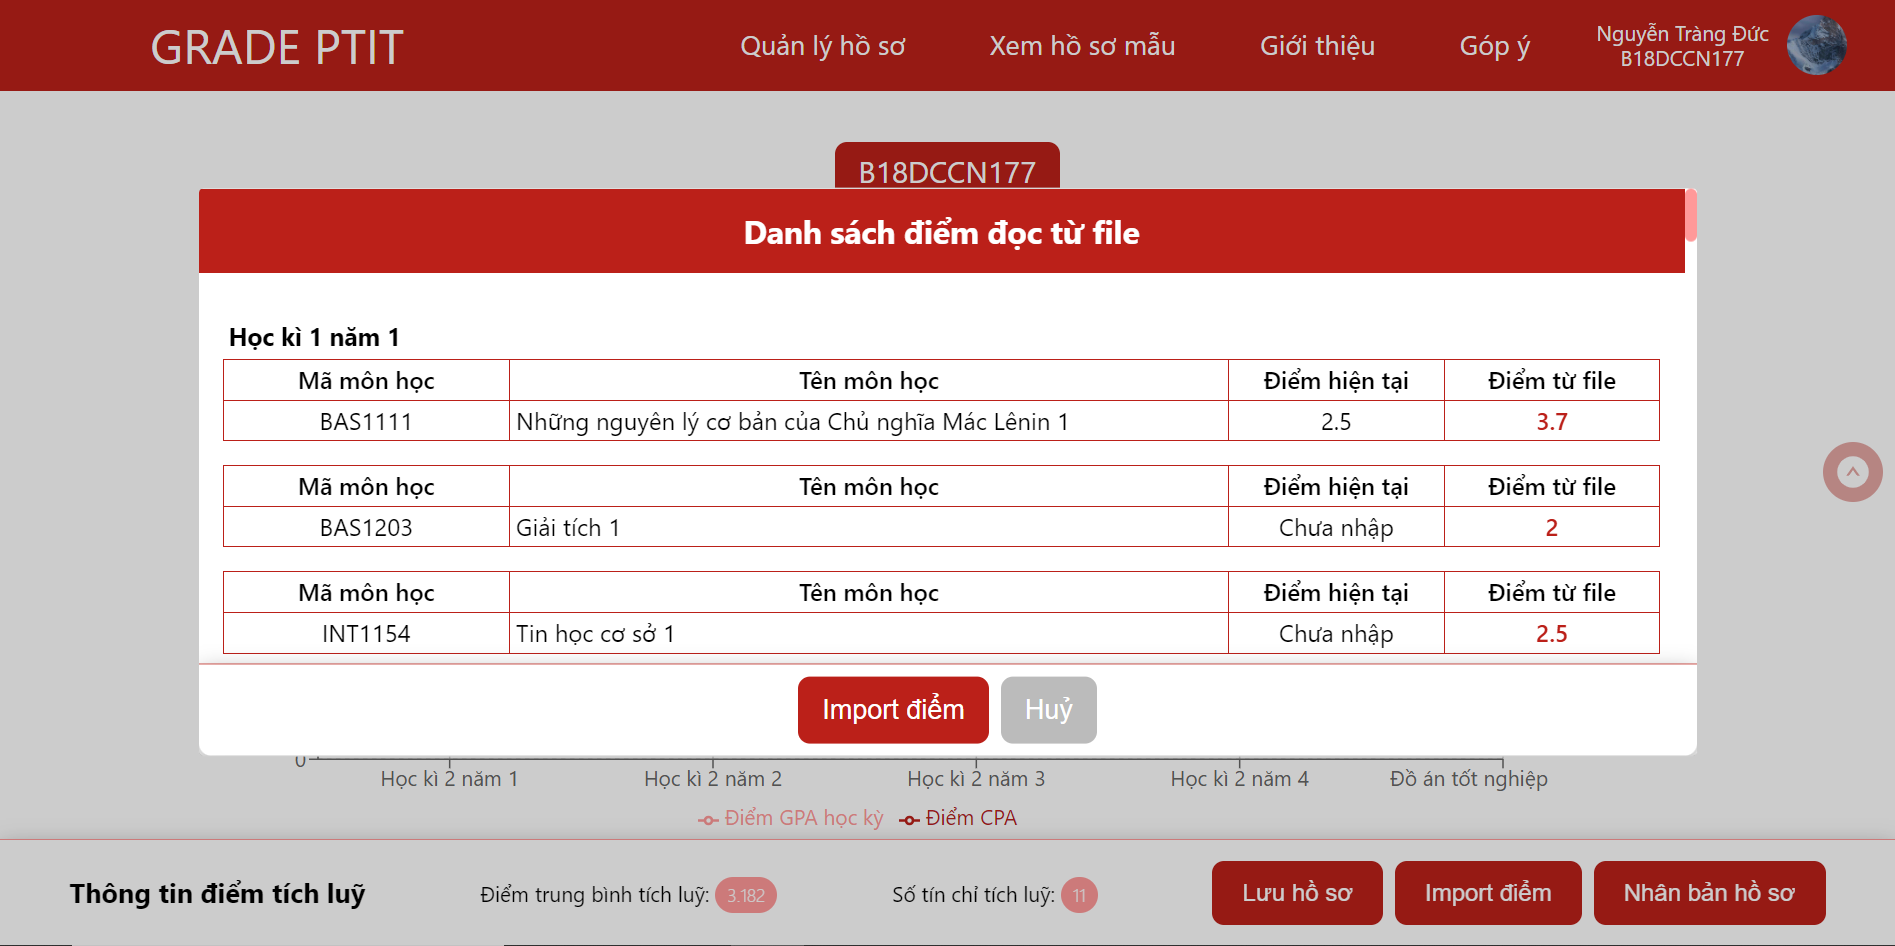 GRADE PTIT
Quản lý hồ sơ
Xem hồ sơ mẫu
Giới thiệu
Góp ý
Nguyễn Tràng Đức
B18DCCN177
B18DCCN177
Danh sách điểm đọc từ file
Học kì 1 năm 1
Mã môn học Tên môn học Điểm hiện tại Điểm từ file
BAS1111 Những nguyên lý cơ bản của Chủ nghĩa Mác Lênin 1 2.5 3.7
Mã môn học Tên môn học Điểm hiện tại Điểm từ file
BAS1203 Giải tích 1 Chưa nhập 2
Mã môn học Tên môn học Điểm hiện tại Điểm từ file
INT1154 Tin học cơ sở 1 Chưa nhập 2.5
Import điểm Huỷ
0
Học kì 2 năm 1 Học kì 2 năm 2 Học kì 2 năm 3 Học kì 2 năm 4 Đồ án tốt nghiệp
Điểm GPA học kỳ Điểm CPA
Thông tin điểm tích luỹ Điểm trung bình tích luỹ: 3.182 Số tín chỉ tích luỹ: 11 Lưu hồ sơ Import điểm Nhân bản hồ sơ